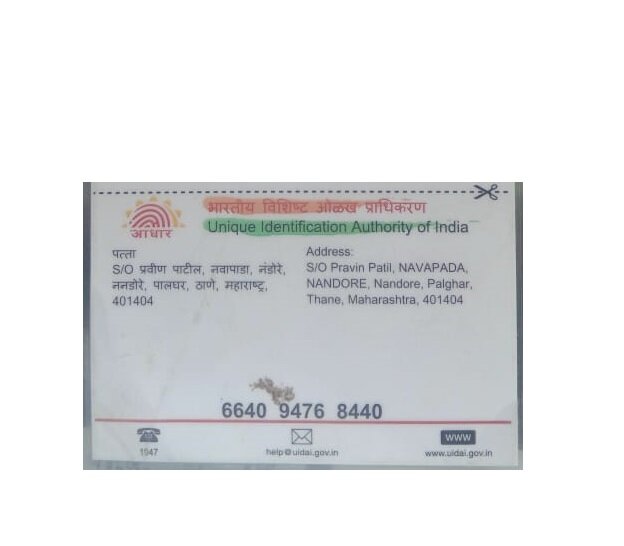 भारतीय विशिष्ट ओळख प्राधिकरण
Unique Identification Authority of India
आधार
पत्ता
S/O प्रवीण पाटील, नवापाडा, नंडोरे,
ननडोरे, पालघर, ठाणे, महाराष्ट्र,
401404
Address:
S/O Pravin Patil, NAVAPADA,
NANDORE, Nandore, Palghar,
Thane, Maharashtra, 401404
6640 9476 8440
1947
help@uidai.gov.in
www
www.uidai.gov.in